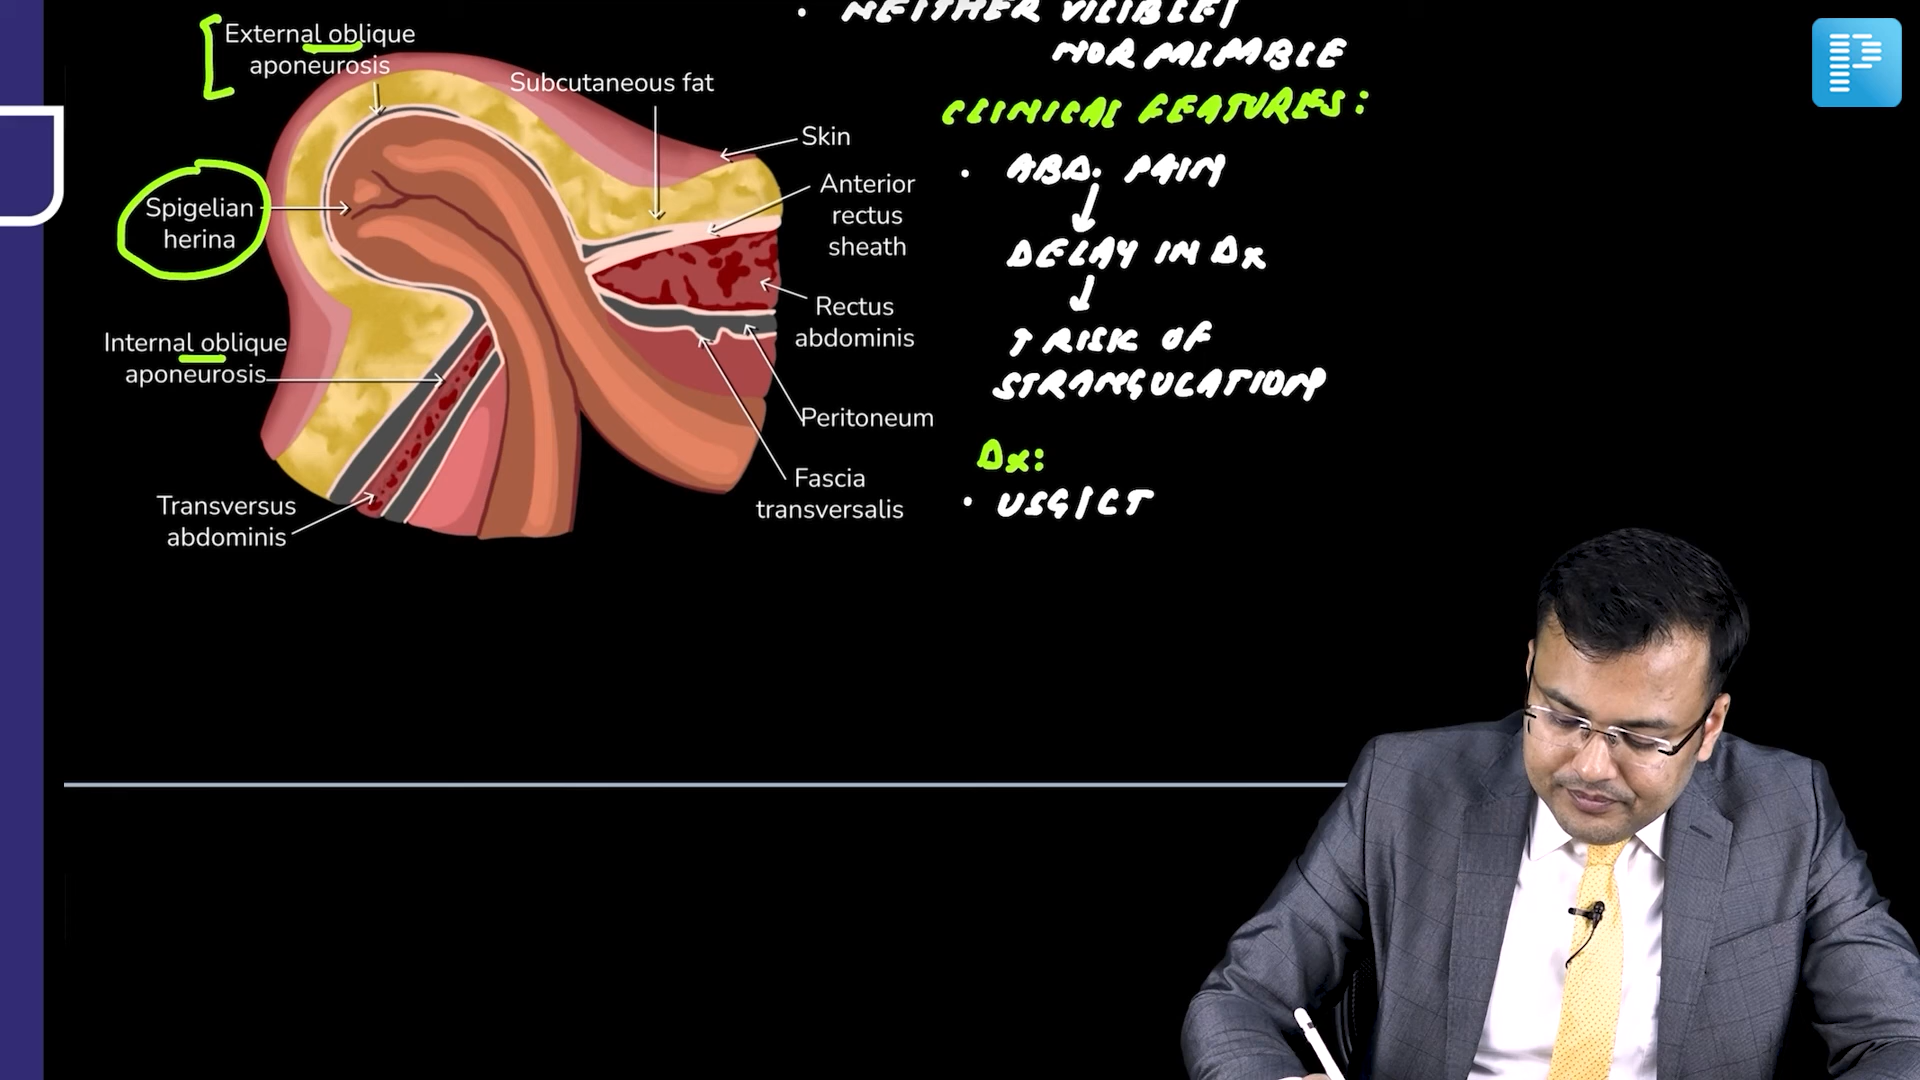 External oblique
aponeurosis
Subcutaneous fat
Skin
Anterior
rectus
sheath
Spigelian
herina
Rectus
abdominis
Internal oblique
aponeurosis
Peritoneum
Fascia
transversalis
Transversus
abdominis
• NEITHER VISIBLE/
NOR PALPABLE
CLINICAL FEATURES:
• ABD. PAIN
↓
DELAY IN Dx
↓
↑ RISK OF
STRANGULATION
Dx:
• USG/CT